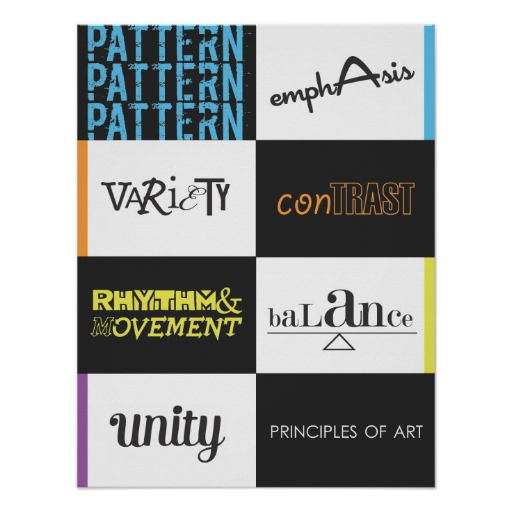 PATTERN
PATTERN
PATTERN
emphAsis
VARiETY
conTRAST
RHYTHM&
MOVEMENT
baLance
unity
PRINCIPLES OF ART